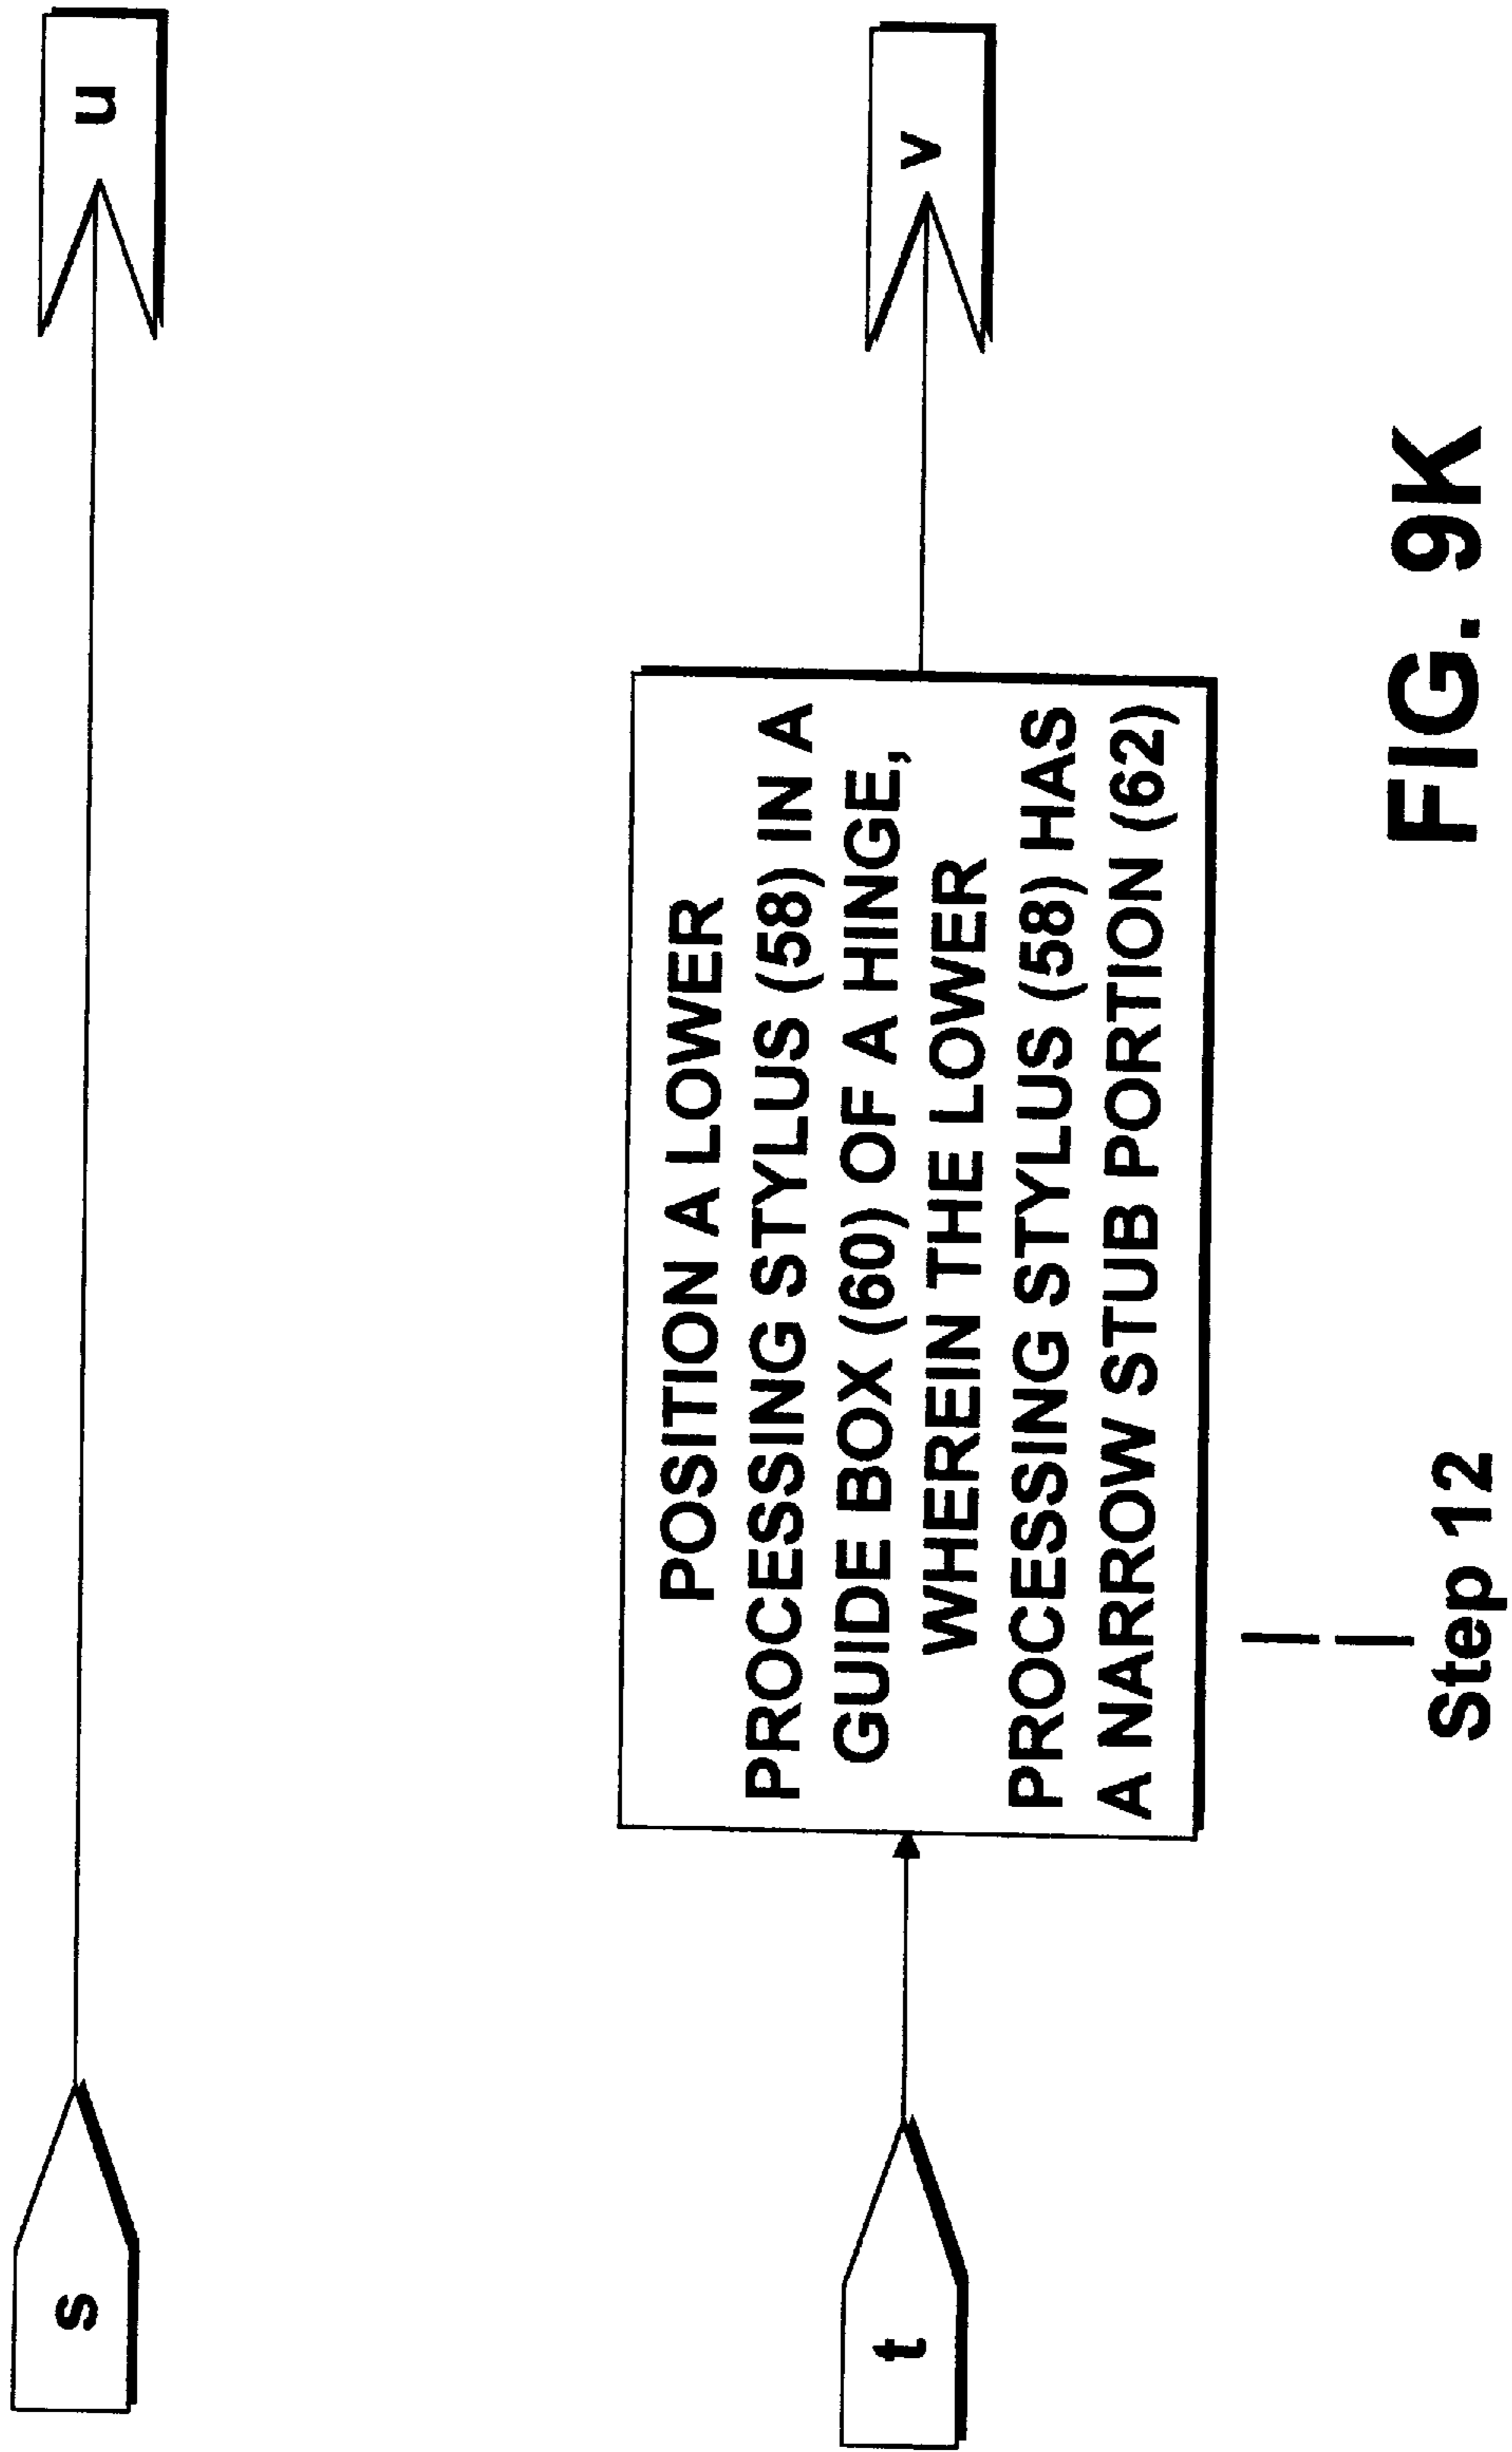 s
u
t
POSITION A LOWER
PROCESSING STYLUS (58) IN A
GUIDE BOX (60) OF A HINGE,
WHEREIN THE LOWER
PROCESSING STYLUS (58) HAS
A NARROW STUB PORTION (62)
v
Step 12
FIG. 9K